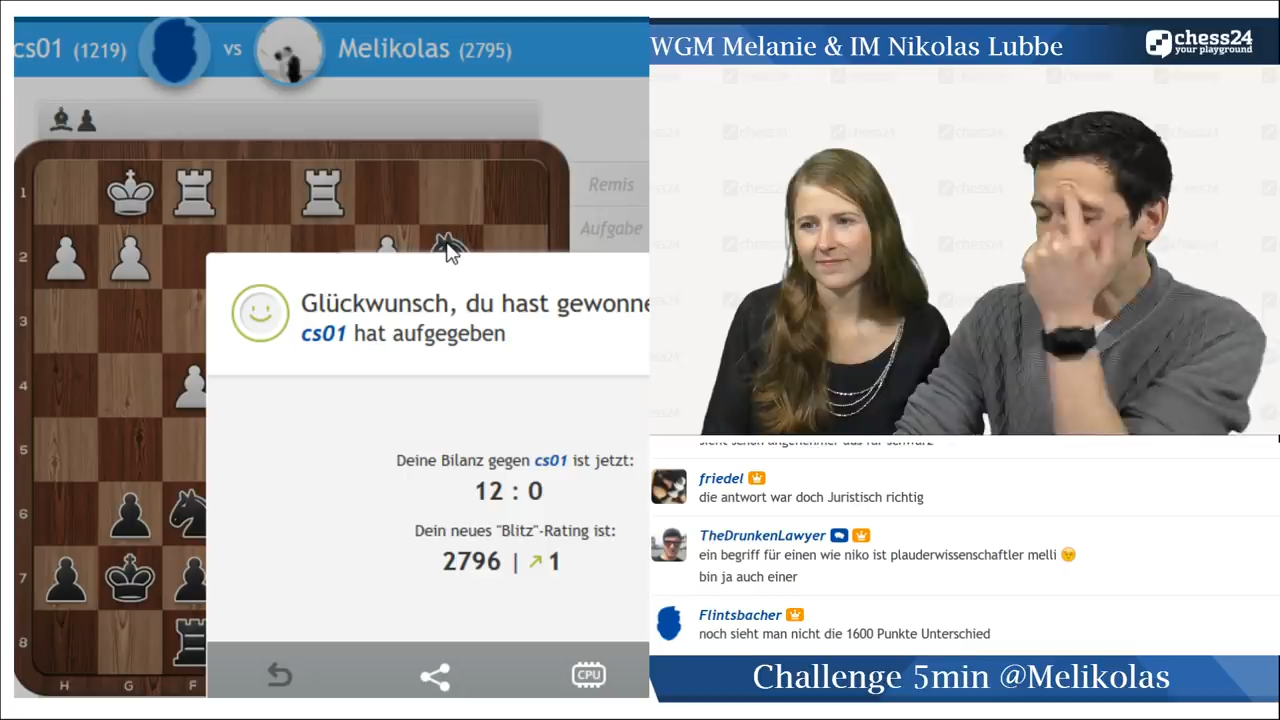 cs01 (1219) vs Melikolas (2795)
WGM Melanie & IM Nikolas Lubbe
chess24
your playground
Remis
Aufgabe
Glückwunsch, du hast gewonne
cs01 hat aufgegeben
Deine Bilanz gegen cs01 ist jetzt:
12 : 0
Dein neues "Blitz"-Rating ist:
2796 | 1
CPU
1
2
3
4
5
6
7
8
H G F
friedel
die antwort war doch Juristisch richtig
TheDrunkenLawyer
ein begriff für einen wie niko ist plauderwissenschaftler melli
bin ja auch einer
Flintsbacher
noch sieht man nicht die 1600 Punkte Unterschied
Challenge 5min @Melikolas